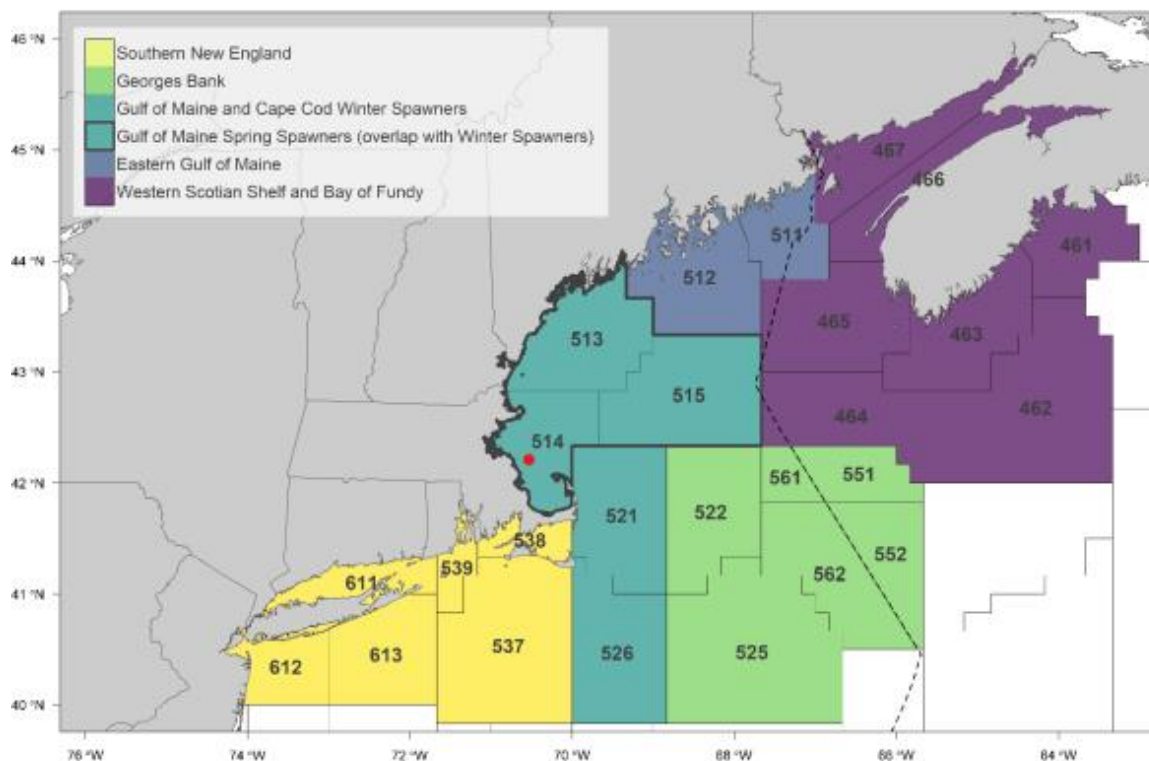 46 °N
Southern New England
Georges Bank
Gulf of Maine and Cape Cod Winter Spawners
Gulf of Maine Spring Spawners (overlap with Winter Spawners)
Eastern Gulf of Maine
Western Scotian Shelf and Bay of Fundy
45 °N
467
466
44 °N
511
461
512
513
465
463
43 °N
515
464
462
514
42 °N
561
551
521
522
538
552
539
562
611
41 °N
537
526
525
613
612
40 °N
76 °W
74 °W
72 °W
70 °W
68 °W
66 °W
64 °W